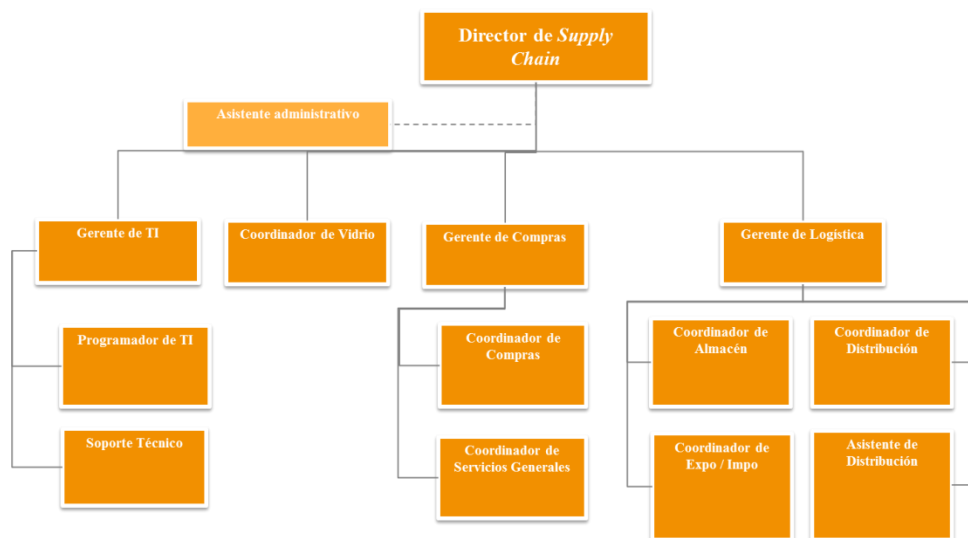 Director de Supply
Chain
Asistente administrativo
Gerente de TI
Coordinador de Vidrio
Gerente de Compras
Gerente de Logística
Programador de TI
Coordinador de
Compras
Coordinador de
Almacén
Coordinador de
Distribución
Soporte Técnico
Coordinador de
Servicios Generales
Coordinador de
Expo / Impo
Asistente de
Distribución